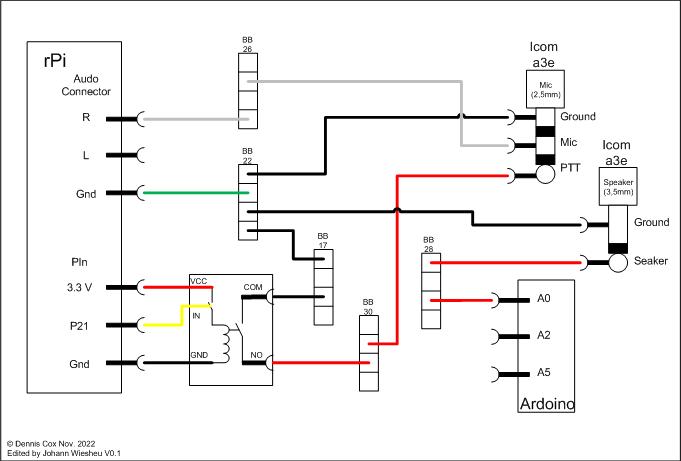 BB
26
Icom
a3e
rPi
Audo
Connector
Mic
(2,5mm)
R
Ground
L
BB
22
Mic
Icom
a3e
PTT
Speaker
(3,5mm)
Gnd
Ground
PIn
BB
17
BB
28
Seaker
3.3 V
VCC
COM
A0
IN
BB
30
P21
A2
GND
NO
Gnd
A5
Ardoino
© Dennis Cox Nov. 2022
Edited by Johann Wiesheu V0.1